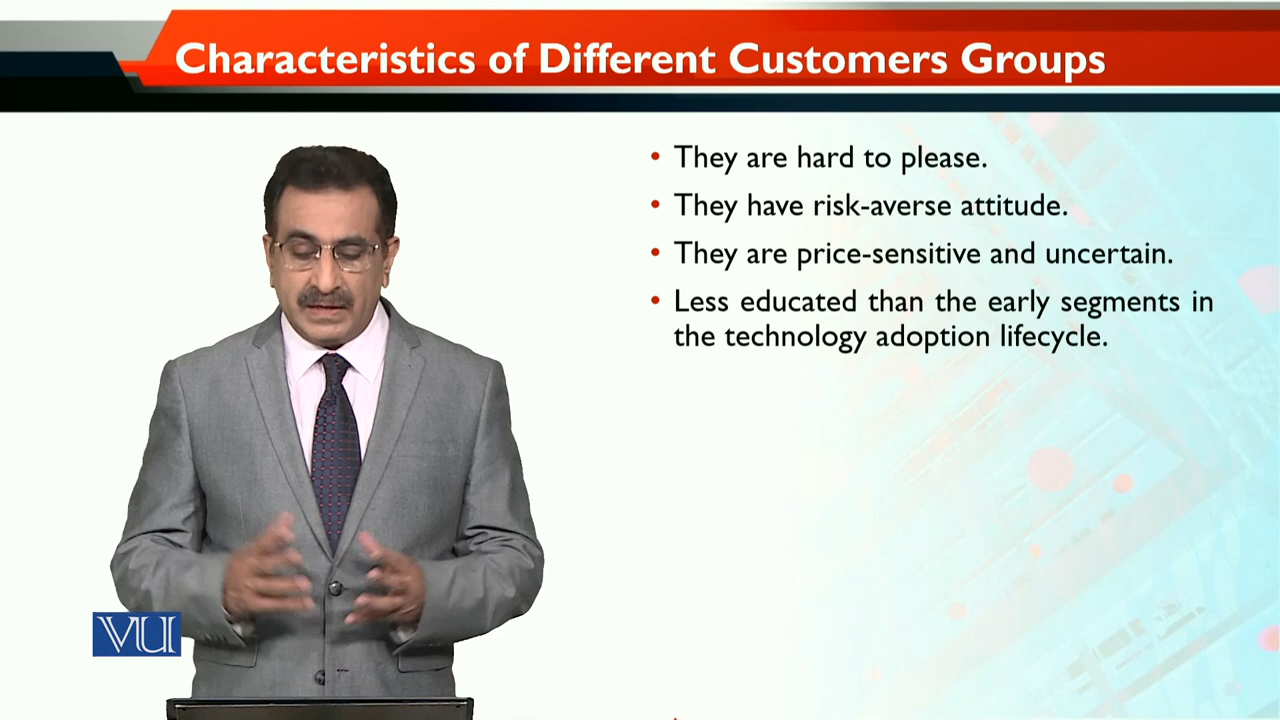 Characteristics of Different Customers Groups
• They are hard to please.
• They have risk-averse attitude.
• They are price-sensitive and uncertain.
• Less educated than the early segments in
the technology adoption lifecycle.
VU